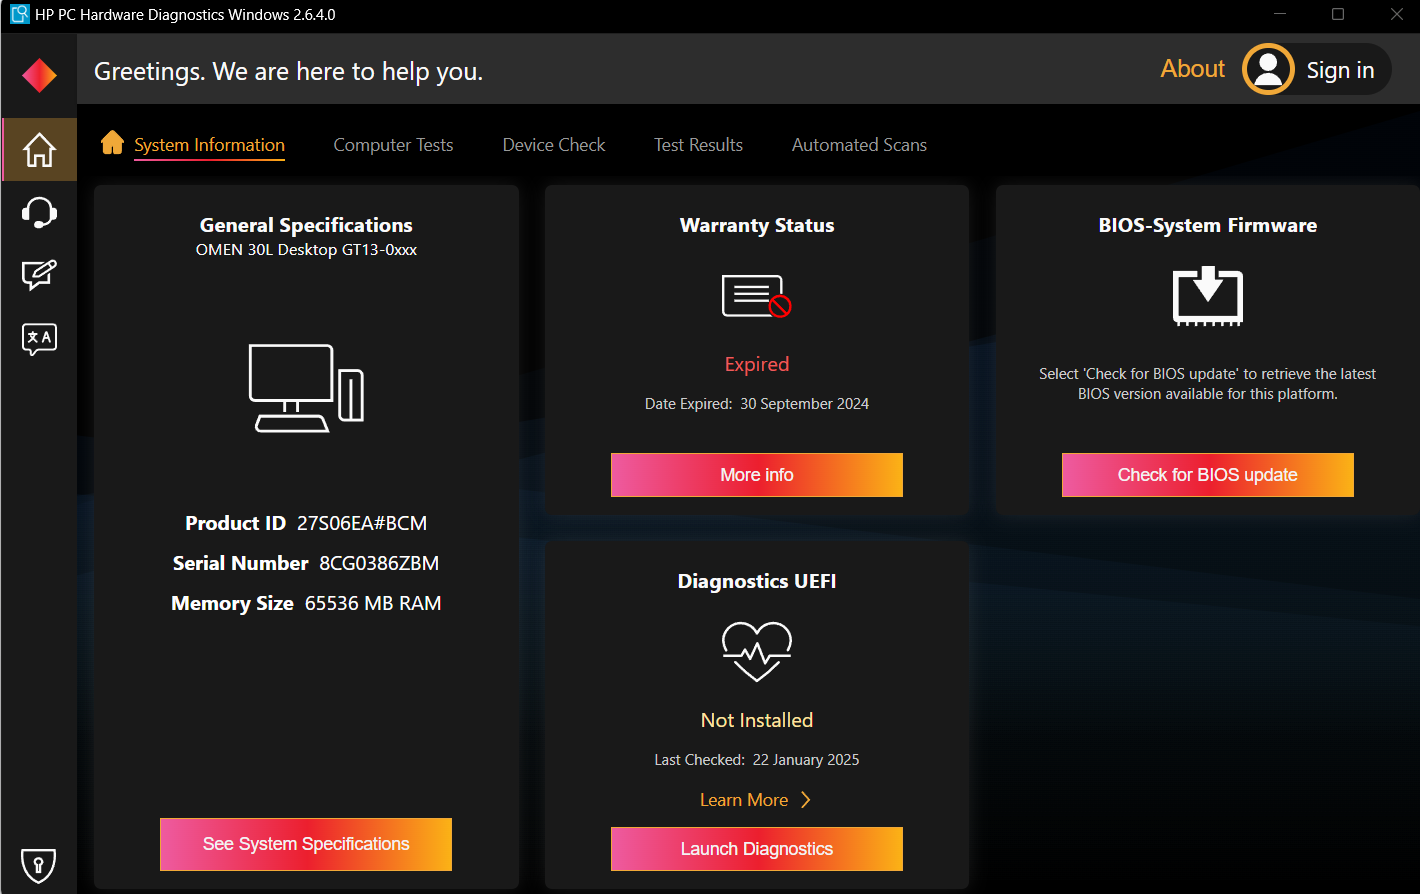 HP PC Hardware Diagnostics Windows 2.6.4.0
Greetings. We are here to help you.
About
Sign in
System Information
Computer Tests
Device Check
Test Results
Automated Scans
General Specifications
OMEN 30L Desktop GT13-0xxx
Product ID 27S06EA#BCM
Serial Number 8CG0386ZBM
Memory Size 65536 MB RAM
See System Specifications
Warranty Status
Expired
Date Expired: 30 September 2024
More info
Diagnostics UEFI
Not Installed
Last Checked: 22 January 2025
Learn More
Launch Diagnostics
BIOS-System Firmware
Select 'Check for BIOS update' to retrieve the latest
BIOS version available for this platform.
Check for BIOS update